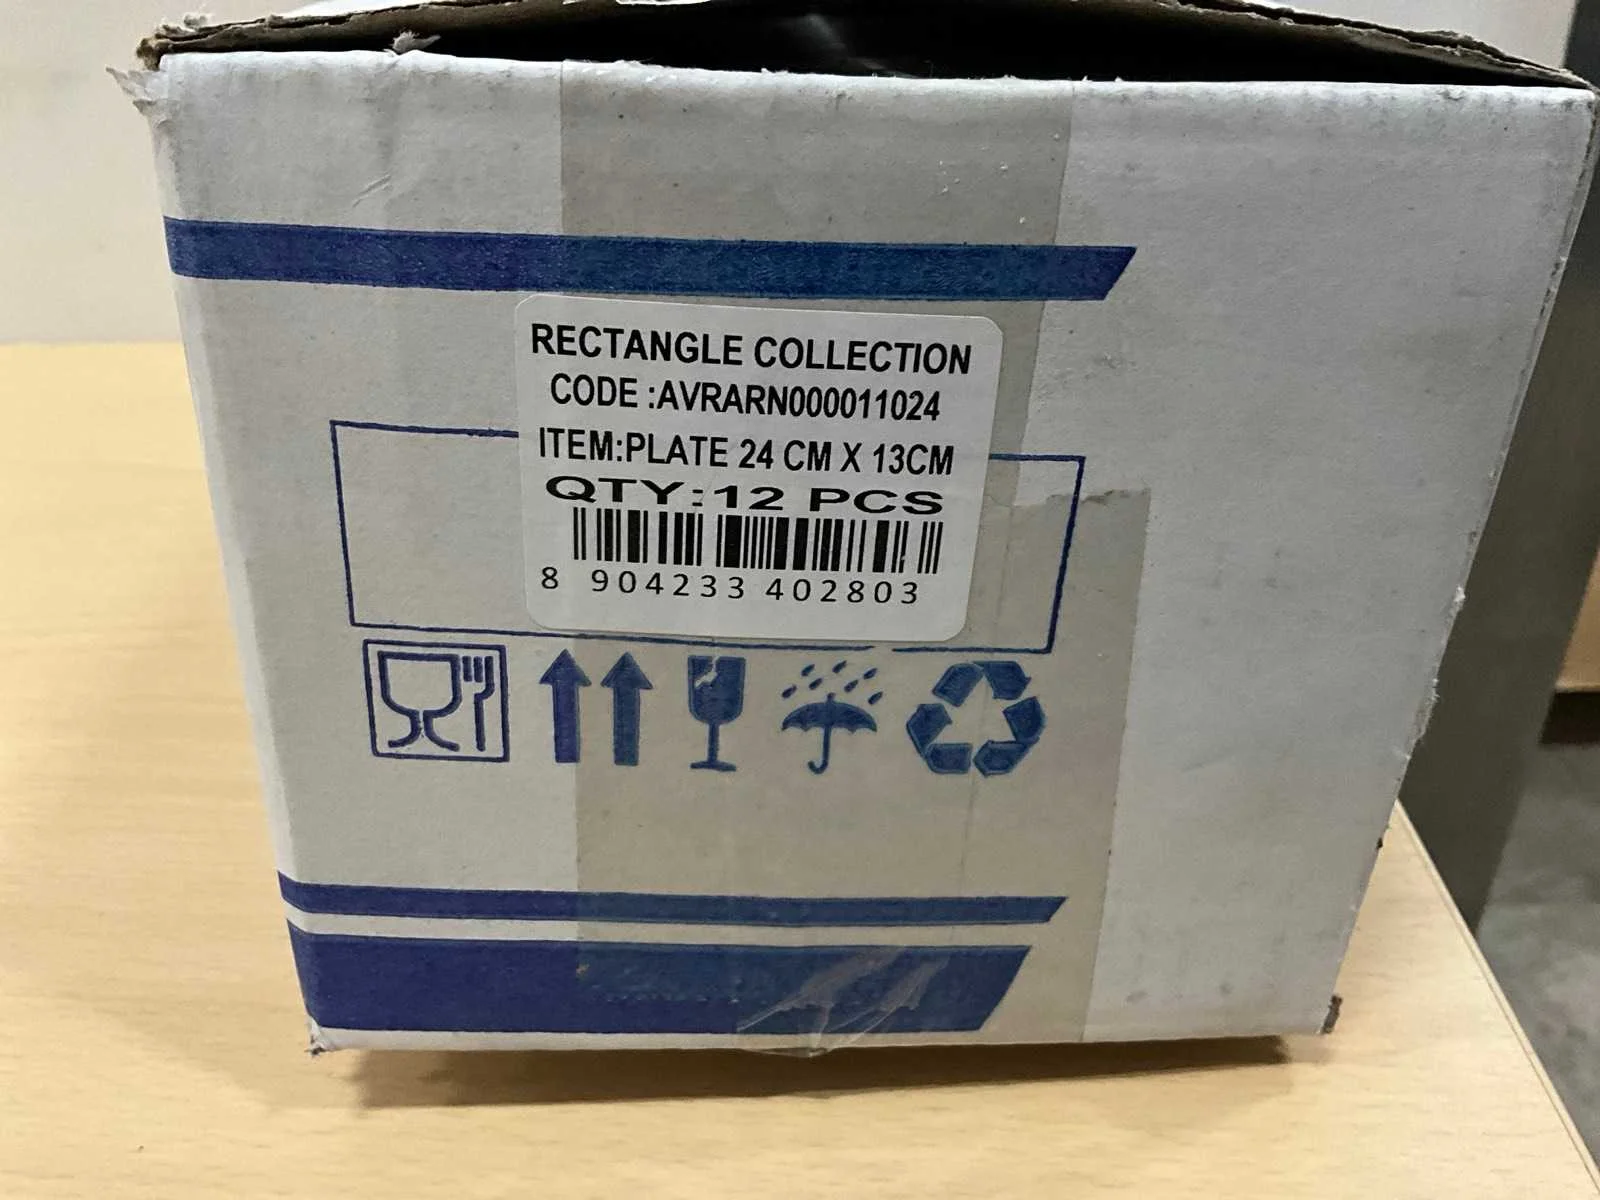 RECTANGLE COLLECTION
CODE :AVRARN000011024
ITEM:PLATE 24 CM X 13CM
QTY:12 PCS
8 904233 402803